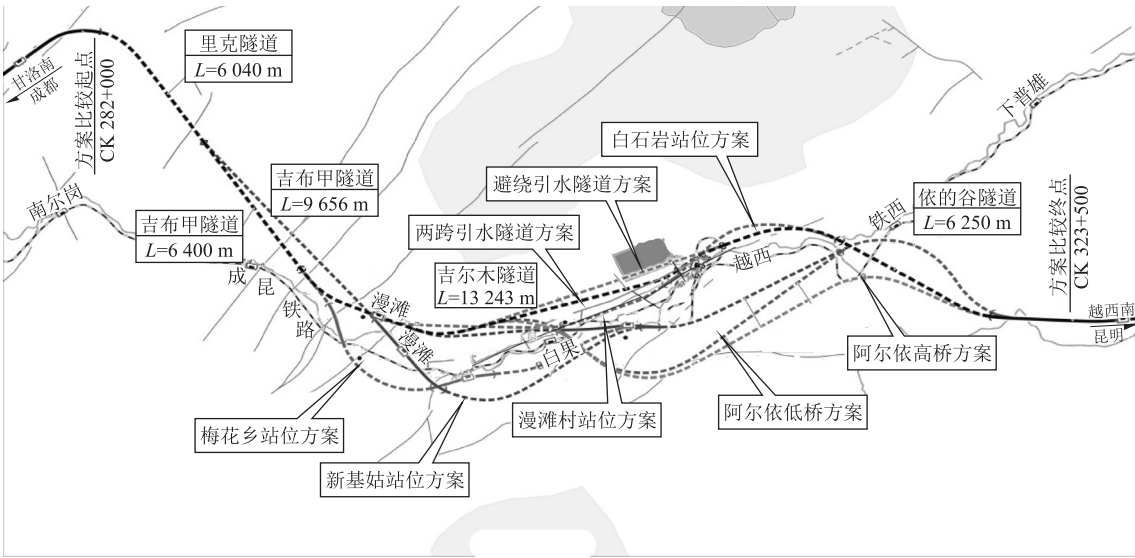 里克隧道
L=6 040 m
甘洛南
成都
方案比较起点
CK 282+000
下普雄
白石岩站位方案
吉布甲隧道
L=9 656 m
避绕引水隧道方案
南尔岗
吉布甲隧道
L=6 400 m
两跨引水隧道方案
铁西
依的谷隧道
L=6 250 m
方案比较终点
CK 323+500
越西
吉尔木隧道
L=13 243 m
成昆铁路
漫滩
漫滩
白果
越西南
昆明
阿尔依高桥方案
阿尔依低桥方案
漫滩村站位方案
梅花乡站位方案
新基姑站位方案